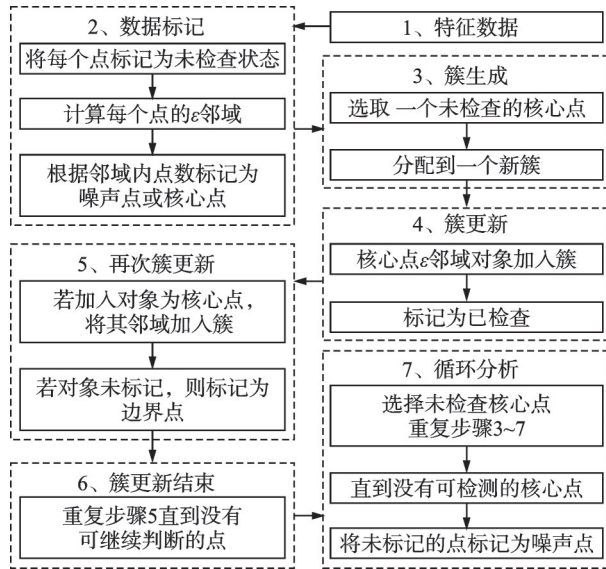 1、特征数据
2、数据标记
将每个点标记为未检查状态
计算每个点的ε邻域
根据邻域内点数标记为
噪声点或核心点
3、簇生成
选取 一个未检查的核心点
分配到一个新簇
4、簇更新
核心点ε邻域对象加入簇
标记为已检查
5、再次簇更新
若加入对象为核心点，
将其邻域加入簇
若对象未标记，则标记为
边界点
6、簇更新结束
重复步骤5直到没有
可继续判断的点
7、循环分析
选择未检查核心点
重复步骤3~7
直到没有可检测的核心点
将未标记的点标记为噪声点